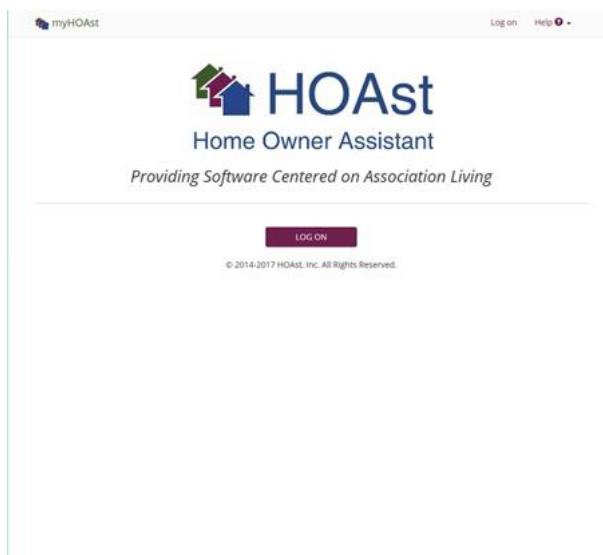 myHOAst
Log on
Help
HOAst
Home Owner Assistant
Providing Software Centered on Association Living
LOG ON
© 2014-2017 HOAst, Inc. All Rights Reserved.